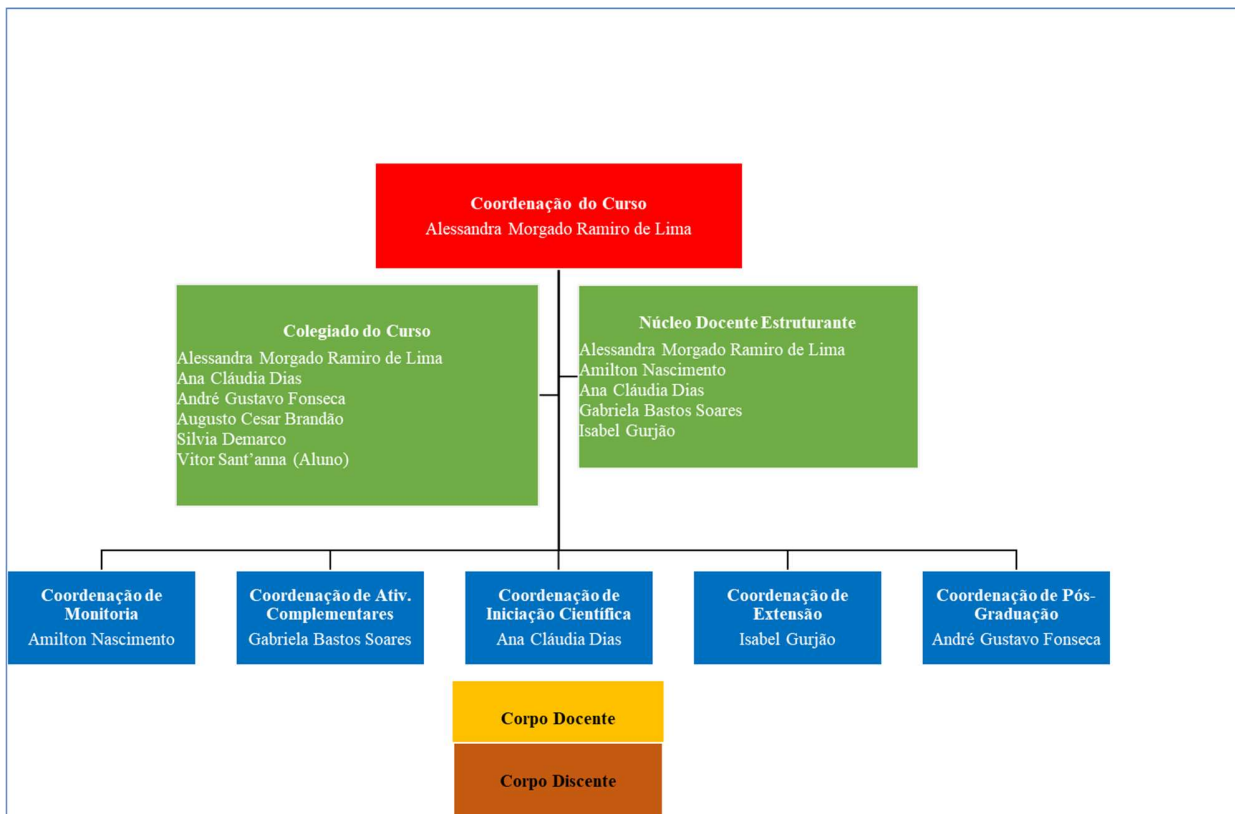 Coordenação do Curso
Alessandra Morgado Ramiro de Lima
Colegiado do Curso
Alessandra Morgado Ramiro de Lima
Ana Cláudia Dias
André Gustavo Fonseca
Augusto Cesar Brandão
Silvia Demarco
Vitor Sant’anna (Aluno)
Núcleo Docente Estruturante
Alessandra Morgado Ramiro de Lima
Amilton Nascimento
Ana Cláudia Dias
Gabriela Bastos Soares
Isabel Gurjão
Coordenação de
Monitoria
Amilton Nascimento
Coordenação de Ativ.
Complementares
Gabriela Bastos Soares
Coordenação de
Iniciação Científica
Ana Cláudia Dias
Coordenação de
Extensão
Isabel Gurjão
Coordenação de Pós-
Graduação
André Gustavo Fonseca
Corpo Docente
Corpo Discente